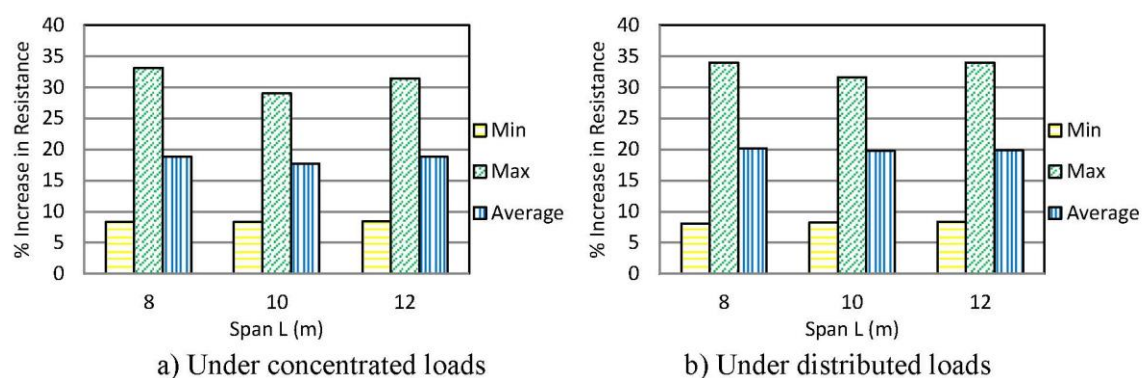 % Increase in Resistance
40
35
30
25
20
15
10
5
0
8
10
12
Span L (m)
Min
Max
Average
a) Under concentrated loads
% Increase in Resistance
40
35
30
25
20
15
10
5
0
8
10
12
Span L (m)
Min
Max
Average
b) Under distributed loads